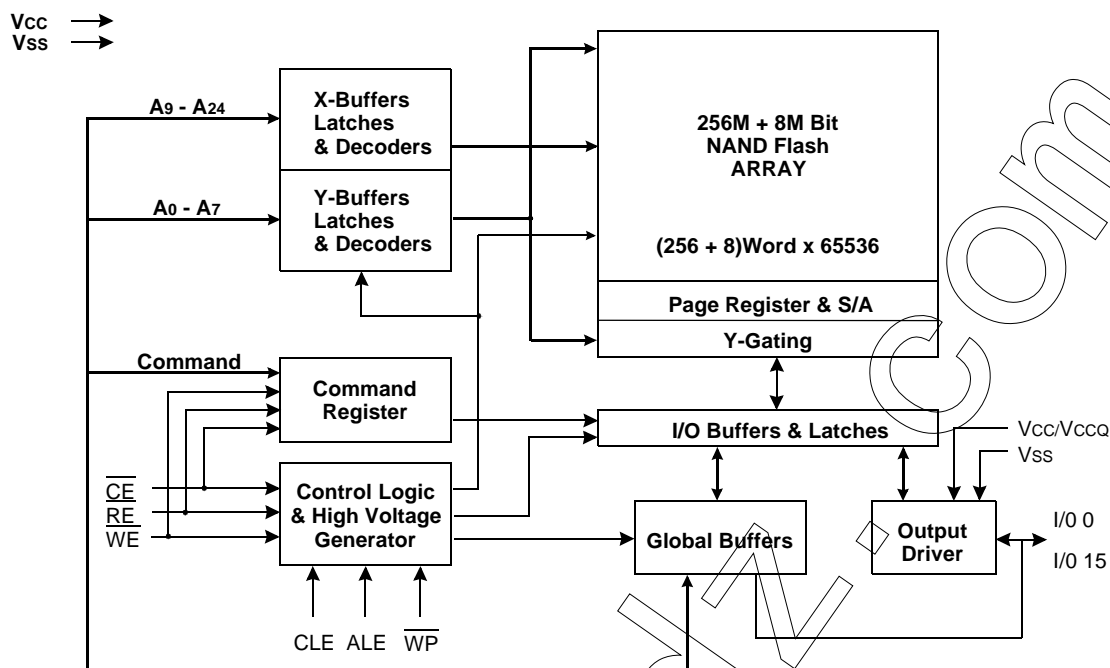 VCC
VSS
A9 - A24
X-Buffers
Latches
& Decoders
A0 - A7
Y-Buffers
Latches
& Decoders
256M + 8M Bit
NAND Flash
ARRAY
(256 + 8)Word x 65536
Page Register & S/A
Y-Gating
Command
Command
Register
I/O Buffers & Latches
VCC/VCCQ
VSS
CE
RE
WE
Control Logic
& High Voltage
Generator
Global Buffers
Output
Driver
I/0 0
I/0 15
CLE ALE WP
z.com